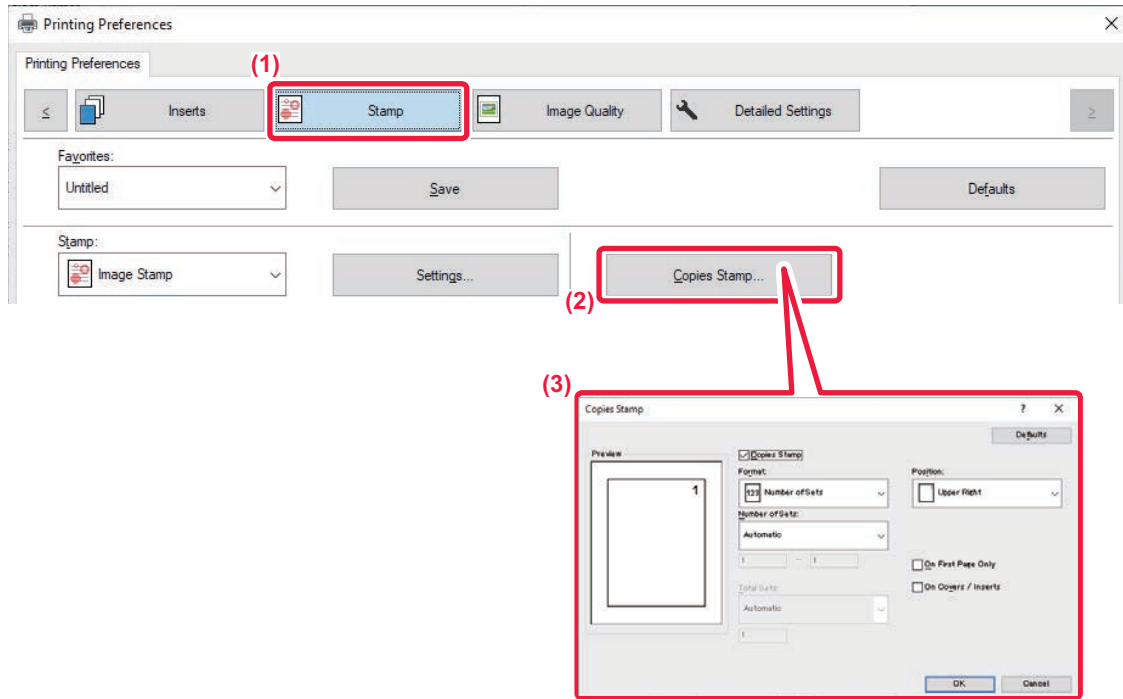 Printing Preferences
Printing Preferences
(1)
< Inserts Stamp Image Quality Detailed Settings >
Favorites:
Untitled Save Defaults
Stamp:
Image Stamp Settings... Copies Stamp...
(2)
(3)
Copies Stamp ? X
Defaults
Preview
1
Copies Stamp
Format:
123 Number of Sets
Position:
Upper Right
Number of Sets:
Automatic
1 - 1
On First Page Only
On Covers / Inserts
Total Sets:
Automatic
1
OK Cancel